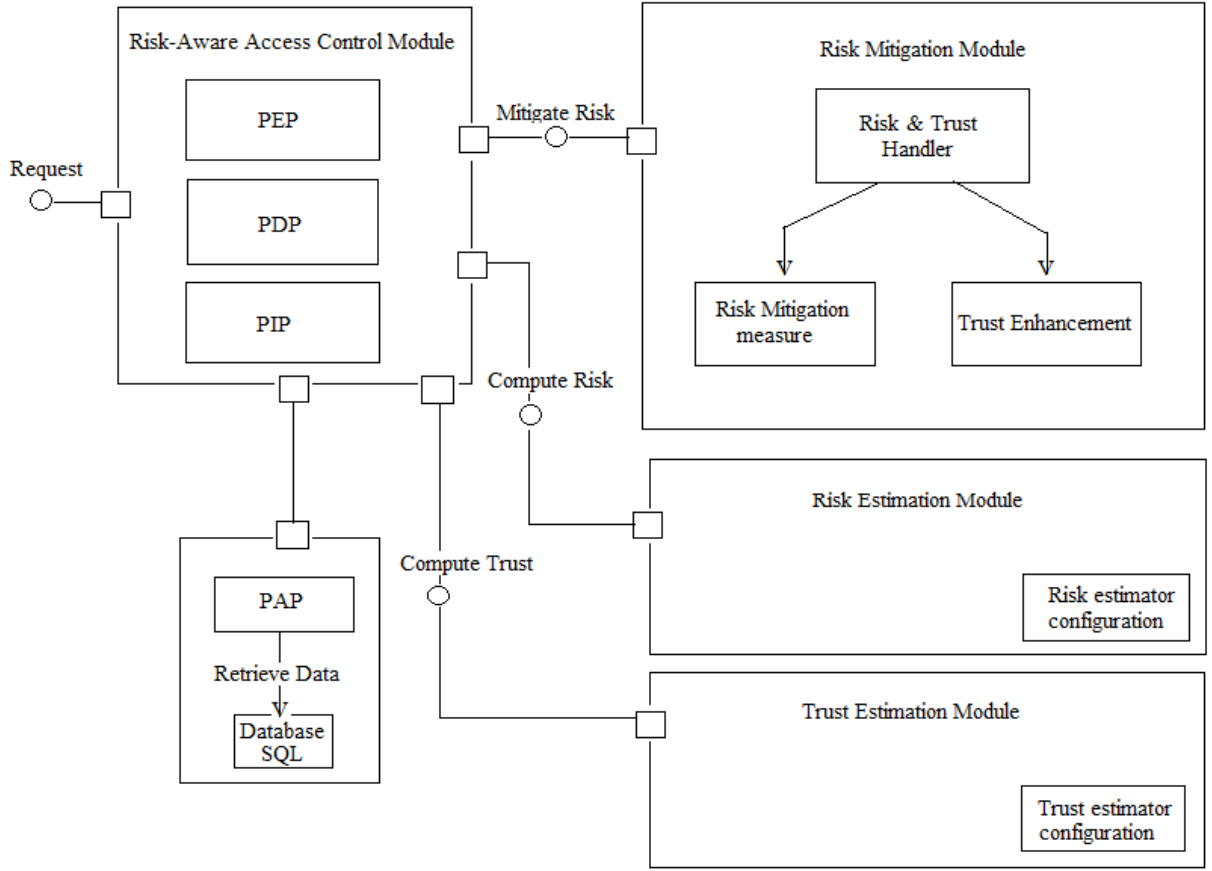 Risk-Aware Access Control Module
PEP
PDP
PIP
Request
Mitigate Risk
Risk Mitigation Module
Risk & Trust
Handler
Risk Mitigation
measure
Trust Enhancement
Compute Risk
Compute Trust
PAP
Retrieve Data
Database
SQL
Risk Estimation Module
Risk estimator
configuration
Trust Estimation Module
Trust estimator
configuration